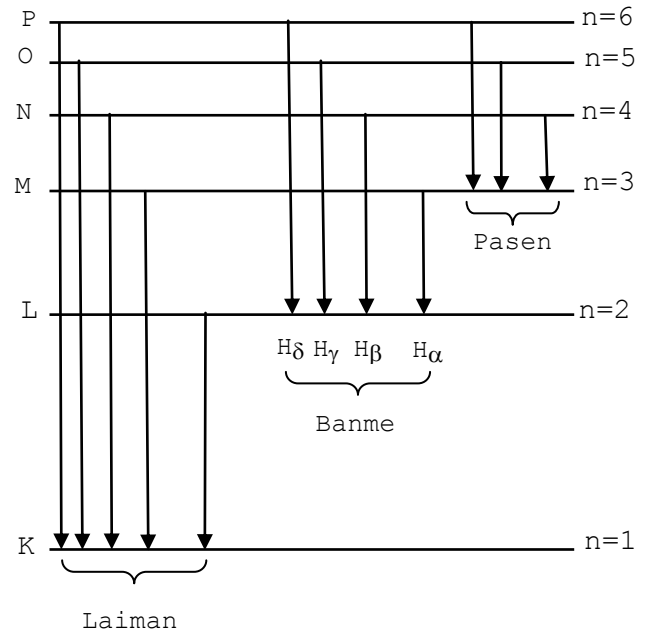 P n=6
O n=5
N n=4
M n=3
Pasen
L n=2
Hδ Hγ Hβ Hα
Banme
K n=1
Laiman